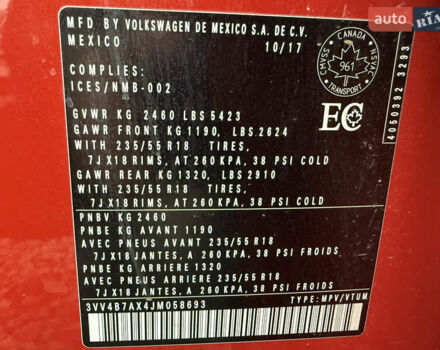 auto.ria.com
MFD BY VOLKSWAGEN DE MEXICO S.A. DE C.V.
MEXICO 10/17
CANADA
961
TRANSPORT
CMVSS
NSVAC
4050392 3293
COMPLIES:
ICES/NMB-002
EC
GVWR KG 2460 LBS 5423
GAWR FRONT KG 1190, LBS 2624
WITH 235/55 R18 TIRES,
7J X18 RIMS, AT 260 KPA, 38 PSI COLD
GAWR REAR KG 1320, LBS 2910
WITH 235/55 R18 TIRES,
7J X18 RIMS, AT 260 KPA, 38 PSI COLD
PNBV KG 2460
PNBE KG AVANT 1190
AVEC PNEUS AVANT 235/55 R18
7J X18 JANTES, A 260 KPA, 38 PSI FROIDS
PNBE KG ARRIERE 1320
AVEC PNEUS ARRIERE 235/55 R18
7J X18 JANTES, A 260 KPA, 38 PSI FROIDS
3VV4B7AX4JM058693 TYPE: MPV/VTUM